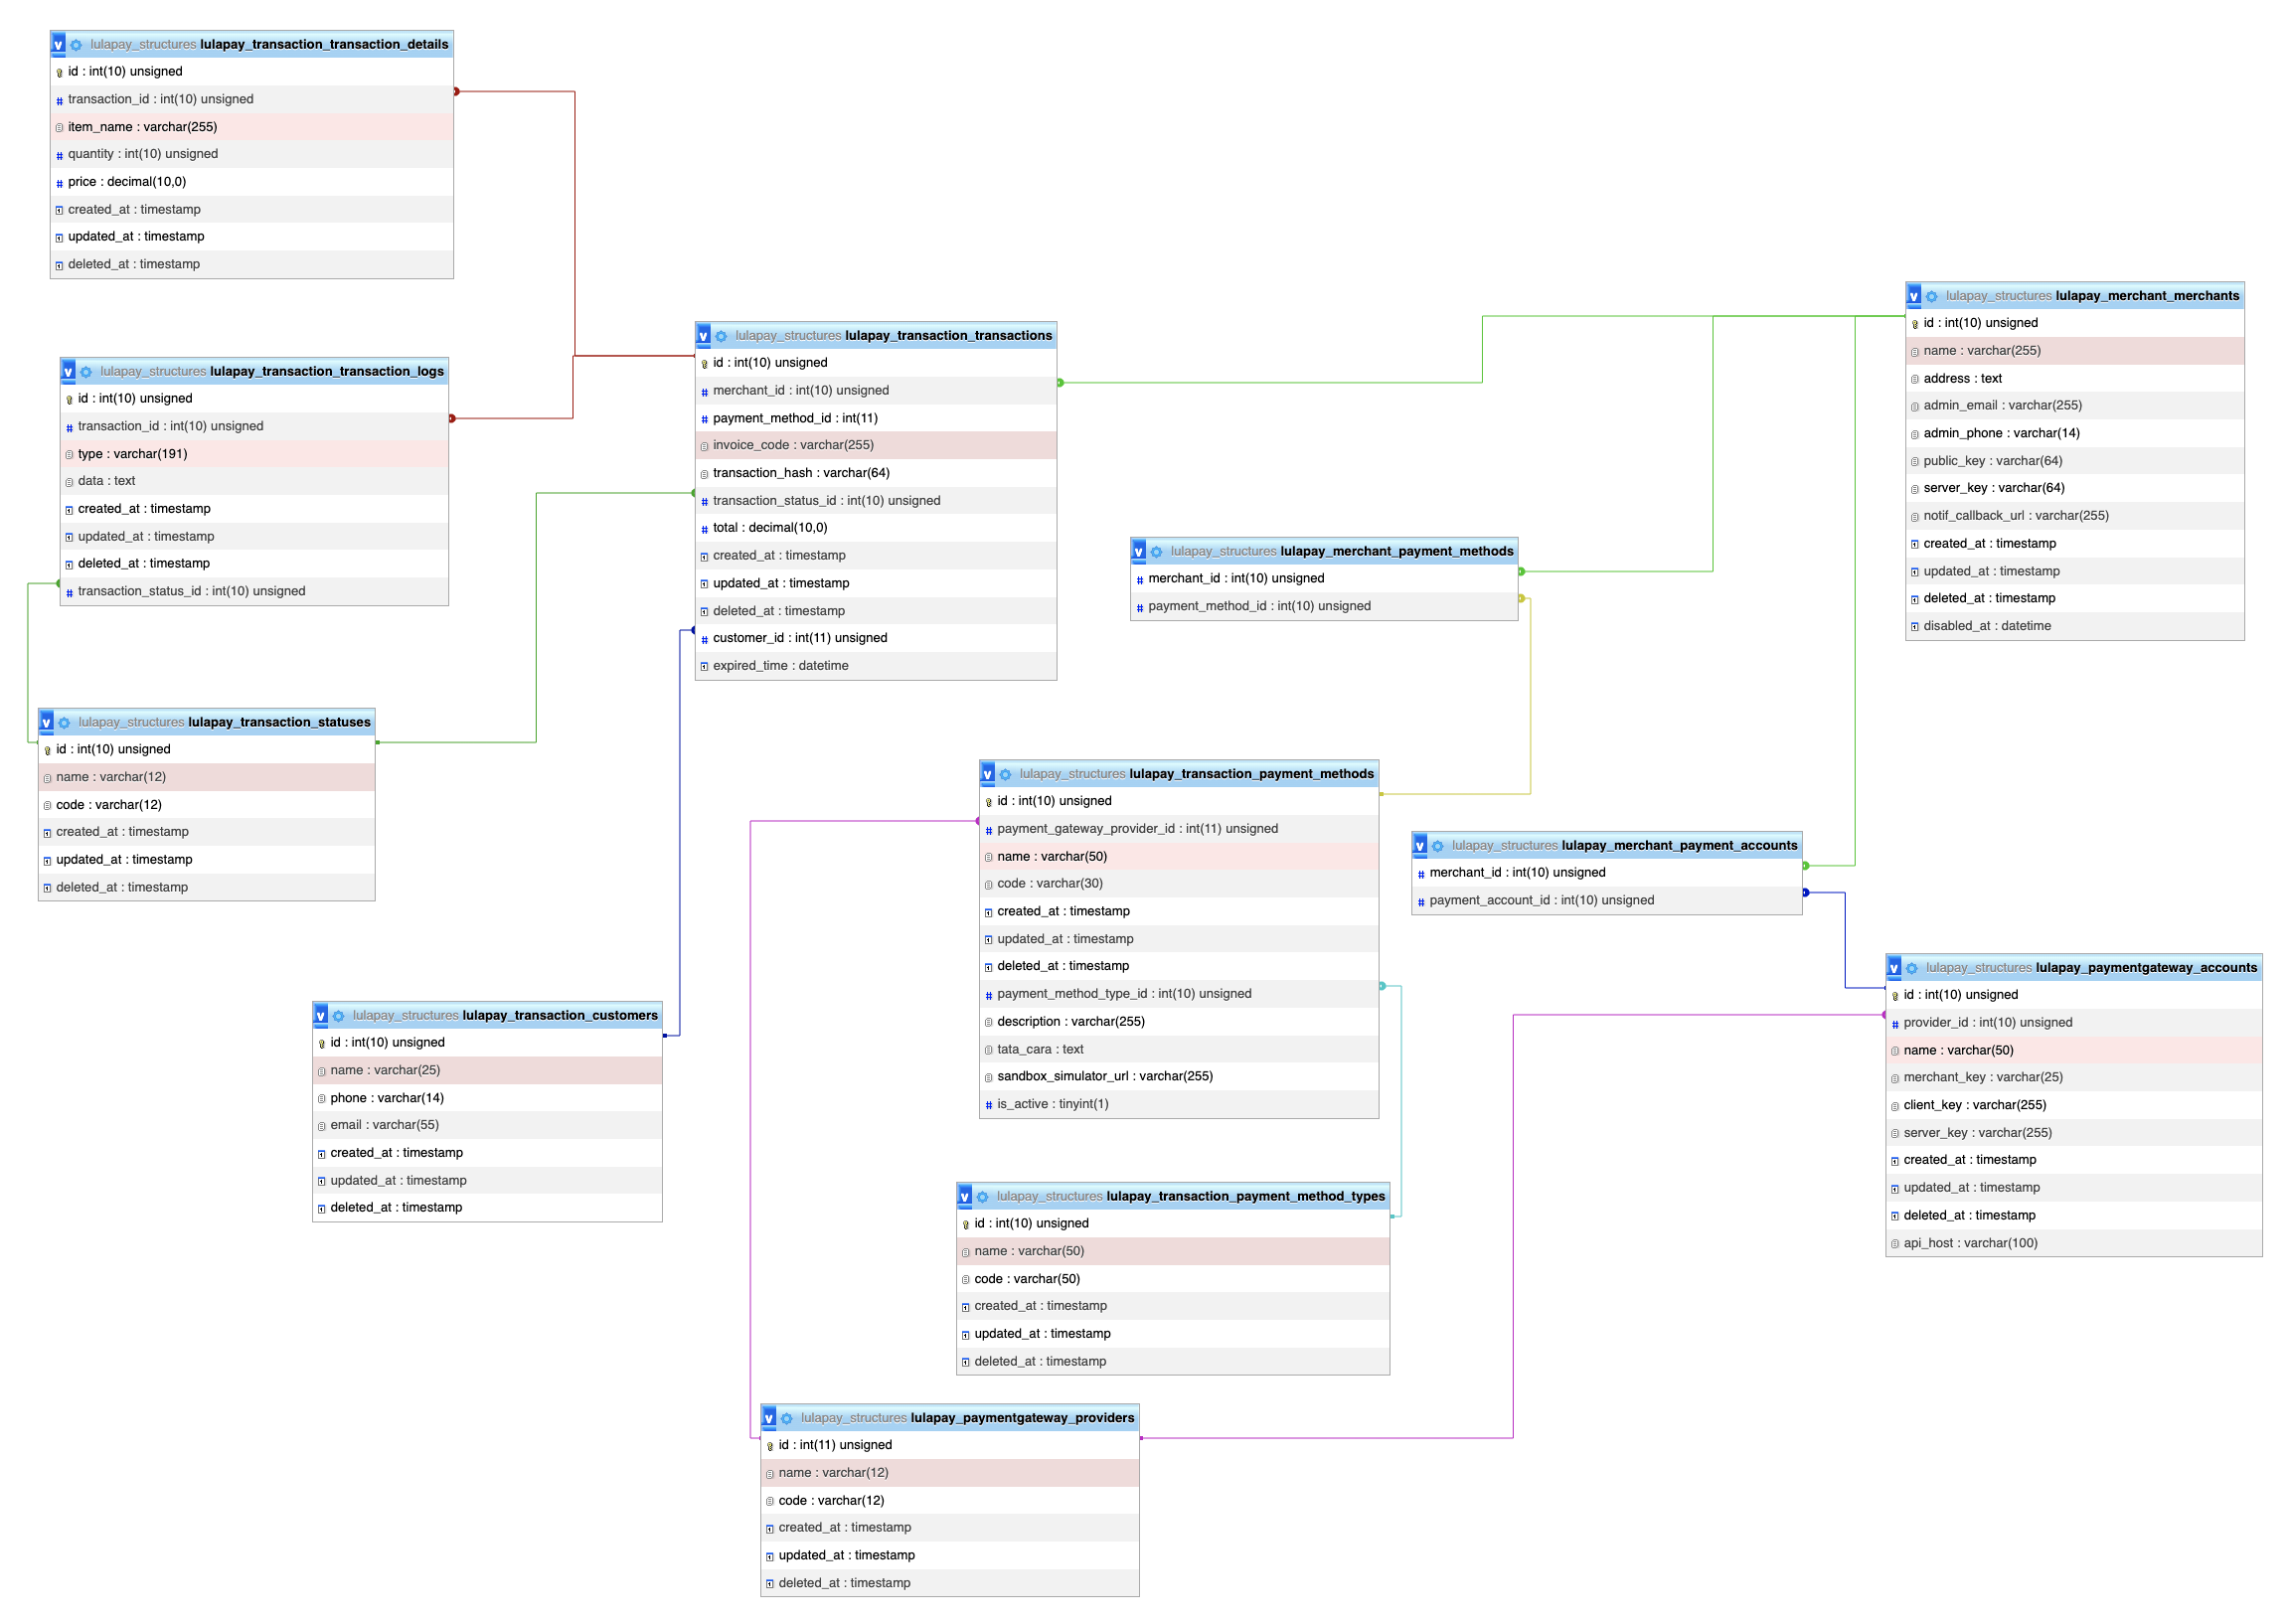 lulapay_structures lulapay_transaction_transaction_details
id : int(10) unsigned
transaction_id : int(10) unsigned
item_name : varchar(255)
quantity : int(10) unsigned
price : decimal(10,0)
created_at : timestamp
updated_at : timestamp
deleted_at : timestamp
lulapay_structures lulapay_transaction_transaction_logs
id : int(10) unsigned
transaction_id : int(10) unsigned
type : varchar(191)
data : text
created_at : timestamp
updated_at : timestamp
deleted_at : timestamp
transaction_status_id : int(10) unsigned
lulapay_structures lulapay_transaction_statuses
id : int(10) unsigned
name : varchar(12)
code : varchar(12)
created_at : timestamp
updated_at : timestamp
deleted_at : timestamp
lulapay_structures lulapay_transaction_customers
id : int(10) unsigned
name : varchar(25)
phone : varchar(14)
email : varchar(55)
created_at : timestamp
updated_at : timestamp
deleted_at : timestamp
lulapay_structures lulapay_transaction_transactions
id : int(10) unsigned
merchant_id : int(10) unsigned
payment_method_id : int(11)
invoice_code : varchar(255)
transaction_hash : varchar(64)
transaction_status_id : int(10) unsigned
total : decimal(10,0)
created_at : timestamp
updated_at : timestamp
deleted_at : timestamp
customer_id : int(11) unsigned
expired_time : datetime
lulapay_structures lulapay_merchant_payment_methods
merchant_id : int(10) unsigned
payment_method_id : int(10) unsigned
lulapay_structures lulapay_transaction_payment_methods
id : int(10) unsigned
payment_gateway_provider_id : int(11) unsigned
name : varchar(50)
code : varchar(30)
created_at : timestamp
updated_at : timestamp
deleted_at : timestamp
payment_method_type_id : int(10) unsigned
description : varchar(255)
tata_cara : text
sandbox_simulator_url : varchar(255)
is_active : tinyint(1)
lulapay_structures lulapay_transaction_payment_method_types
id : int(10) unsigned
name : varchar(50)
code : varchar(50)
created_at : timestamp
updated_at : timestamp
deleted_at : timestamp
lulapay_structures lulapay_paymentgateway_providers
id : int(11) unsigned
name : varchar(12)
code : varchar(12)
created_at : timestamp
updated_at : timestamp
deleted_at : timestamp
lulapay_structures lulapay_merchant_merchants
id : int(10) unsigned
name : varchar(255)
address : text
admin_email : varchar(255)
admin_phone : varchar(14)
public_key : varchar(64)
server_key : varchar(64)
notif_callback_url : varchar(255)
created_at : timestamp
updated_at : timestamp
deleted_at : timestamp
disabled_at : datetime
lulapay_structures lulapay_merchant_payment_accounts
merchant_id : int(10) unsigned
payment_account_id : int(10) unsigned
lulapay_structures lulapay_paymentgateway_accounts
id : int(10) unsigned
provider_id : int(10) unsigned
name : varchar(50)
merchant_key : varchar(25)
client_key : varchar(255)
server_key : varchar(255)
created_at : timestamp
updated_at : timestamp
deleted_at : timestamp
api_host : varchar(100)